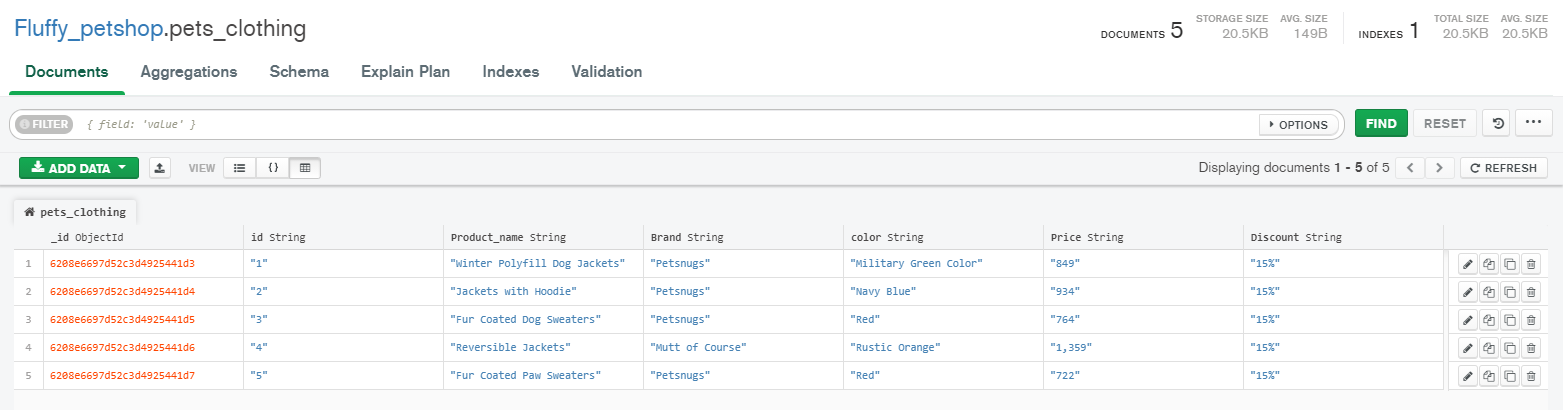 Fluffy_petshop.pets_clothing
DOCUMENTS 5 STORAGE SIZE 20.5KB AVG. SIZE 149B INDEXES 1 TOTAL SIZE 20.5KB AVG. SIZE 20.5KB
Documents Aggregations Schema Explain Plan Indexes Validation
FILTER { field: 'value' } OPTIONS FIND RESET ...
ADD DATA VIEW {} Displaying documents 1 - 5 of 5 < > REFRESH
pets_clothing
_id ObjectId id String Product_name String Brand String color String Price String Discount String
1 6208e6697d52c3d4925441d3 "1" "Winter Polyfill Dog Jackets" "Petsnugs" "Military Green Color" "849" "15%"
2 6208e6697d52c3d4925441d4 "2" "Jackets with Hoodie" "Petsnugs" "Navy Blue" "934" "15%"
3 6208e6697d52c3d4925441d5 "3" "Fur Coated Dog Sweaters" "Petsnugs" "Red" "764" "15%"
4 6208e6697d52c3d4925441d6 "4" "Reversible Jackets" "Mutt of Course" "Rustic Orange" "1,359" "15%"
5 6208e6697d52c3d4925441d7 "5" "Fur Coated Paw Sweaters" "Petsnugs" "Red" "722" "15%"